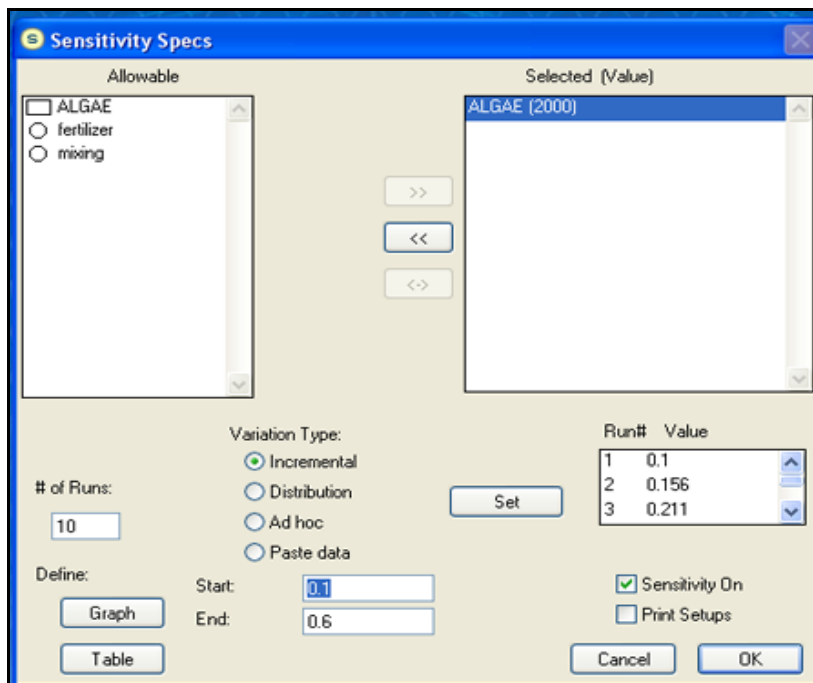 Sensitivity Specs
Allowable
Selected (Value)
ALGAE
fertilizer
mixing
ALGAE (2000)
>>
<<
<->
Variation Type:
Incremental
Distribution
Ad hoc
Paste data
# of Runs:
10
Set
Run# Value
1 0.1
2 0.156
3 0.211
Define:
Graph
Table
Start: 0.1
End: 0.6
Sensitivity On
Print Setups
Cancel
OK